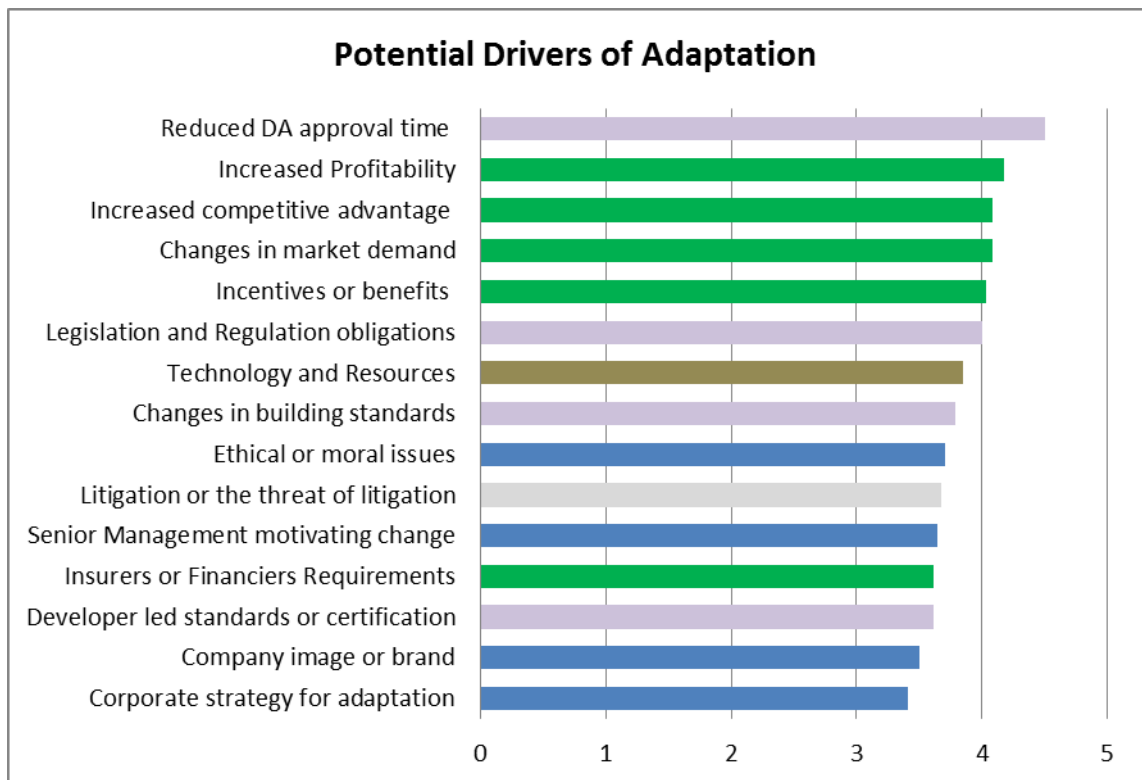 Potential Drivers of Adaptation
Reduced DA approval time
Increased Profitability
Increased competitive advantage
Changes in market demand
Incentives or benefits
Legislation and Regulation obligations
Technology and Resources
Changes in building standards
Ethical or moral issues
Litigation or the threat of litigation
Senior Management motivating change
Insurers or Financiers Requirements
Developer led standards or certification
Company image or brand
Corporate strategy for adaptation
0 1 2 3 4 5